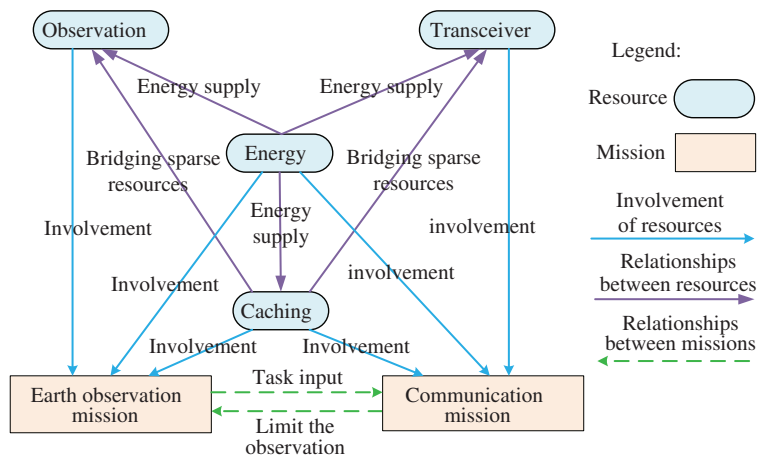 Observation
Transceiver
Legend:
Energy supply
Energy supply
Resource
Bridging sparse
resources
Energy
Bridging sparse
resources
Mission
Energy
supply
Involvement
involvement
Involvement
of resources
Involvement
involvement
Relationships
between resources
Caching
Involvement
Involvement
Relationships
between missions
Earth observation
mission
Task input
Limit the
observation
Communication
mission